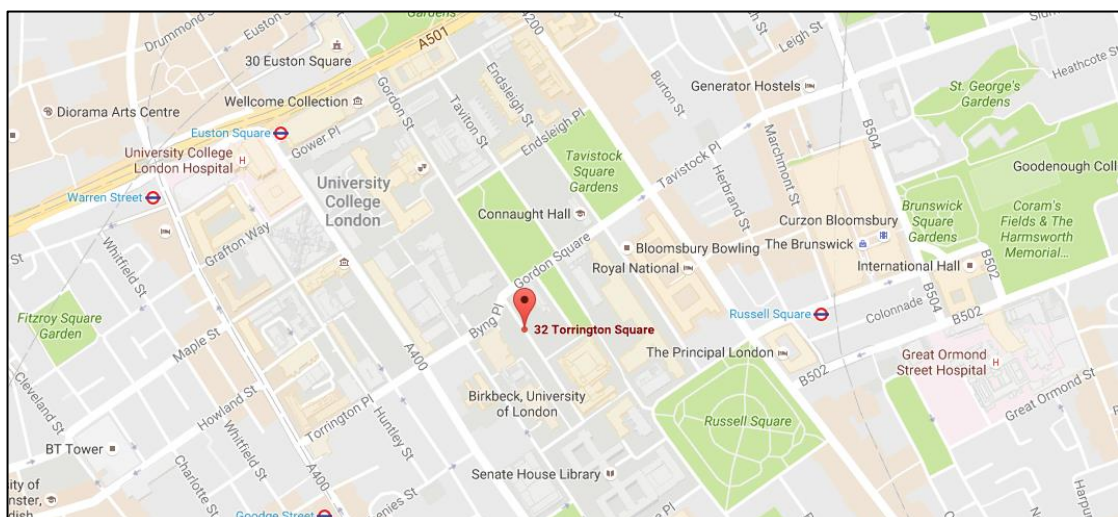 Drummond St
Euston St
Gardens
A4200
A501
30 Euston Square
Wellcome Collection
Diorama Arts Centre
Euston Square
Gower Pl
Gordon St
Taviton St
Endsleigh St
Endsleigh Pl
Burton St
Generator Hostels
Leigh St
Heathcote St
St. George's
Gardens
B504
University College
London Hospital
Warren Street
University
College
London
Tavistock
Square
Gardens
Tavistock Pl
Marchmont St
Herbrand St
Goodenough Coll
Connaught Hall
Curzon Bloomsbury
The Brunswick
Brunswick
Square
Gardens
Coram's
Fields & The
Harmsworth
Memorial...
Grafton Way
Whitfield St
Gordon Square
Bloomsbury Bowling
Royal National
International Hall
B502
B504
Fitzroy Square
Garden
Maple St
Byng Pl
32 Torrington Square
Russell Square
Colonnade
B502
A400
The Principal London
B502
Great Ormond
Street Hospital
Cleveland St
Howland St
Torrington Pl
Huntley St
Birkbeck, University
of London
Russell Square
Great Ormond St
BT Tower
Whitfield St
Charlotte St
A400
Senate House Library
Goodge Street